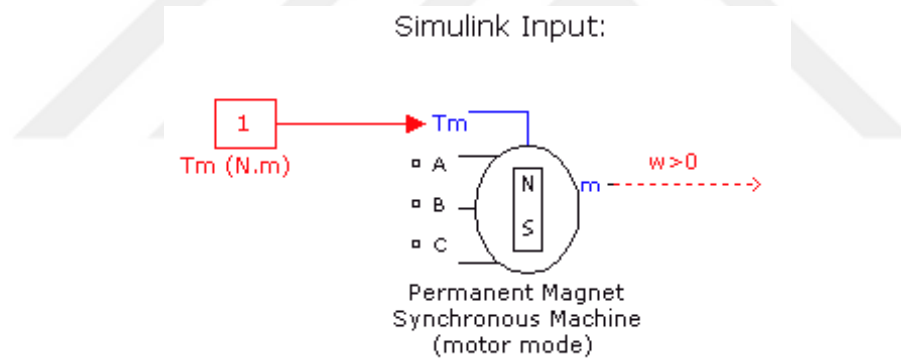 Simulink Input:
1
Tm
Tm (N.m)
A
w>0
N
m
B
S
C
Permanent Magnet
Synchronous Machine
(motor mode)